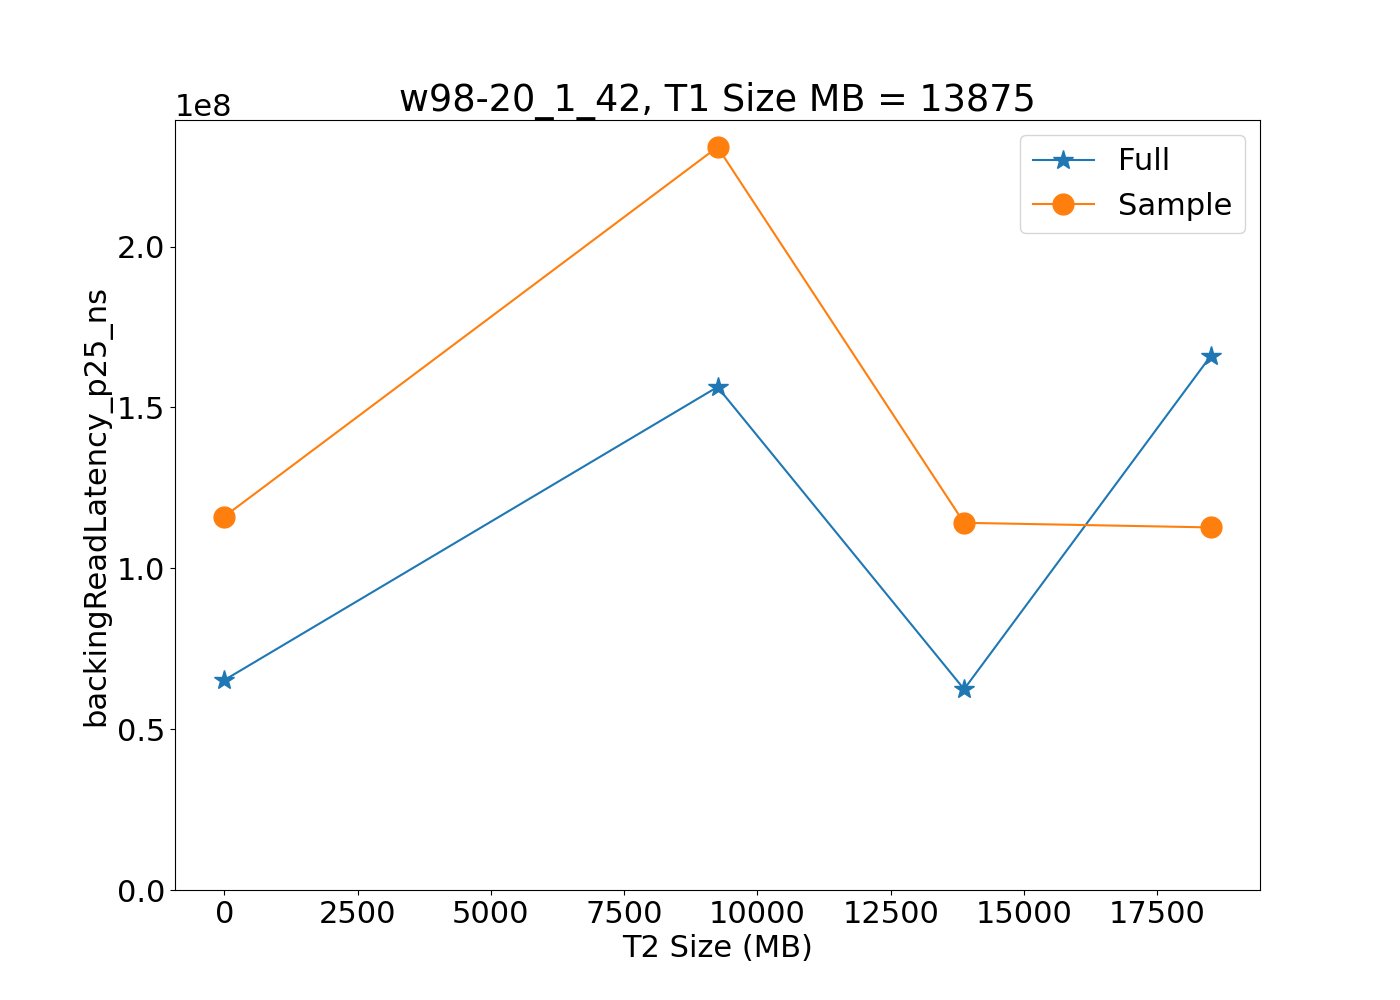 w98-20_1_42, T1 Size MB = 13875
1e8
Full
Sample
2.0
1.5
1.0
0.5
0.0
backingReadLatency_p25_ns
0 2500 5000 7500 10000 12500 15000 17500
T2 Size (MB)